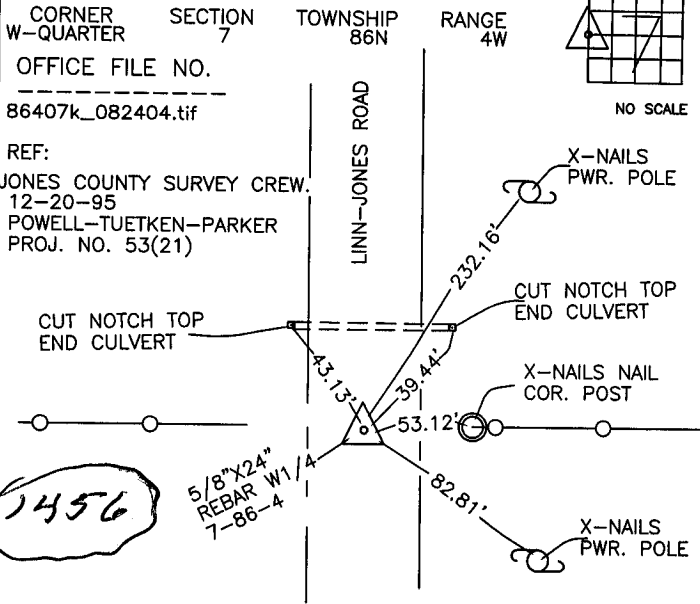 CORNER SECTION TOWNSHIP RANGE
W-QUARTER 7 86N 4W
OFFICE FILE NO.
86407k_082404.tif
NO SCALE
REF:
JONES COUNTY SURVEY CREW.
12-20-95
POWELL-TUETKEN-PARKER
PROJ. NO. 53(21)
LINN-JONES ROAD
X-NAILS
PWR. POLE
232.16'
CUT NOTCH TOP
END CULVERT
CUT NOTCH TOP
END CULVERT
43.13'
39.44'
X-NAILS NAIL
COR. POST
53.12'
5/8"X24"
REBAR W1/4
7-86-4
82.81'
X-NAILS
PWR. POLE
1456